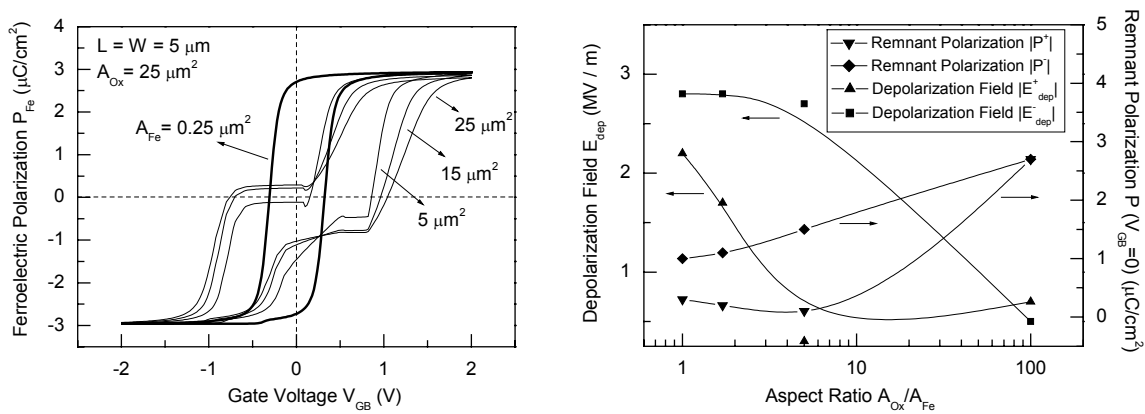 L = W = 5 μm
A_Ox = 25 μm²
A_Fe = 0.25 μm²
25 μm²
15 μm²
5 μm²
Ferroelectric Polarization P_Fe (μC/cm²)
4
3
2
1
0
-1
-2
-3
-2 -1 0 1 2
Gate Voltage V_GB (V)
Remnant Polarization |P⁺|
Remnant Polarization |P⁻|
Depolarization Field |E⁺_dep|
Depolarization Field |E⁻_dep|
Depolarization Field E_dep (MV / m)
3
2
1
5
4
3
2
1
0
Remnant Polarization P (V_GB=0) (μC/cm²)
1 10 100
Aspect Ratio A_Ox/A_Fe